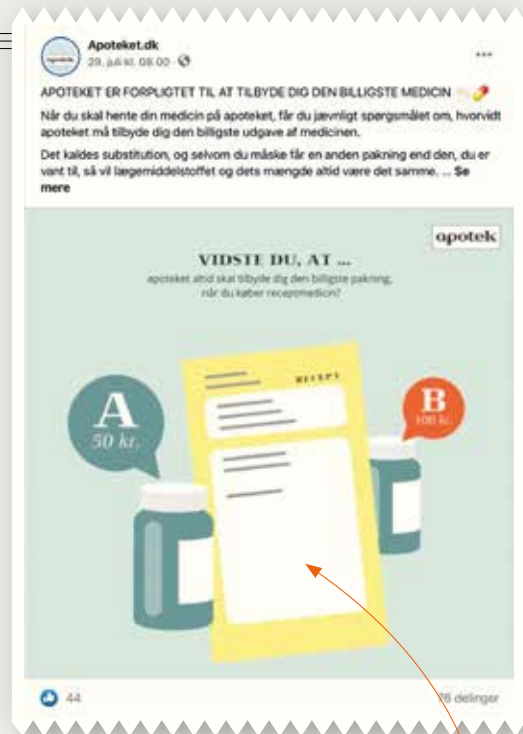 Apoteket.dk
29. juli kl. 08.00
APOTEKET ER FORPLIGTET TIL AT TILBYDE DIG DEN BILLIGSTE MEDICIN
Når du skal hente din medicin på apoteket, får du jævnligt spørgsmålet om, hvorvidt
apoteket må tilbyde dig den billigste udgave af medicinen.
Det kaldes substitution, og selvom du måske får en anden pakning end den, du er
vant til, så vil lægemiddelstoffet og dets mængde altid være det samme. ... Se
mere
apotek
VIDSTE DU, AT ...
apoteket altid skal tilbyde dig den billigste pakning,
når du køber receptmedicin?
RECEPT
A
50 kr.
B
100 kr.
44
76 delinger